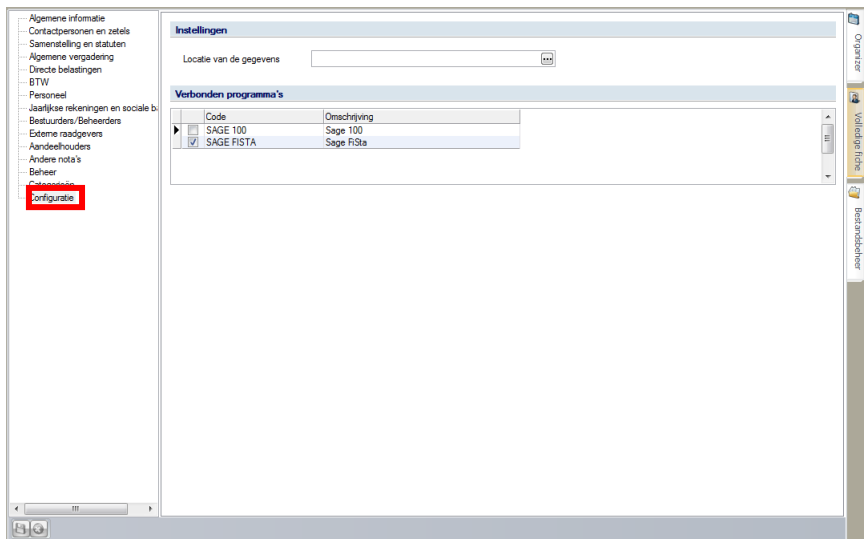 Algemene informatie
Contactpersonen en zetels
Samenstelling en statuten
Algemene vergadering
Directe belastingen
BTW
Personeel
Jaarlijkse rekeningen en sociale ba
Bestuurders/Beheerders
Externe raadgevers
Aandeelhouders
Andere nota's
Beheer
Categorieën
Configuratie
Instellingen
Locatie van de gegevens
Verbonden programma's
Code Omschrijving
SAGE 100 Sage 100
SAGE FISTA Sage FiSta
Organizer
Volledige fiche
Bestandsbeheer